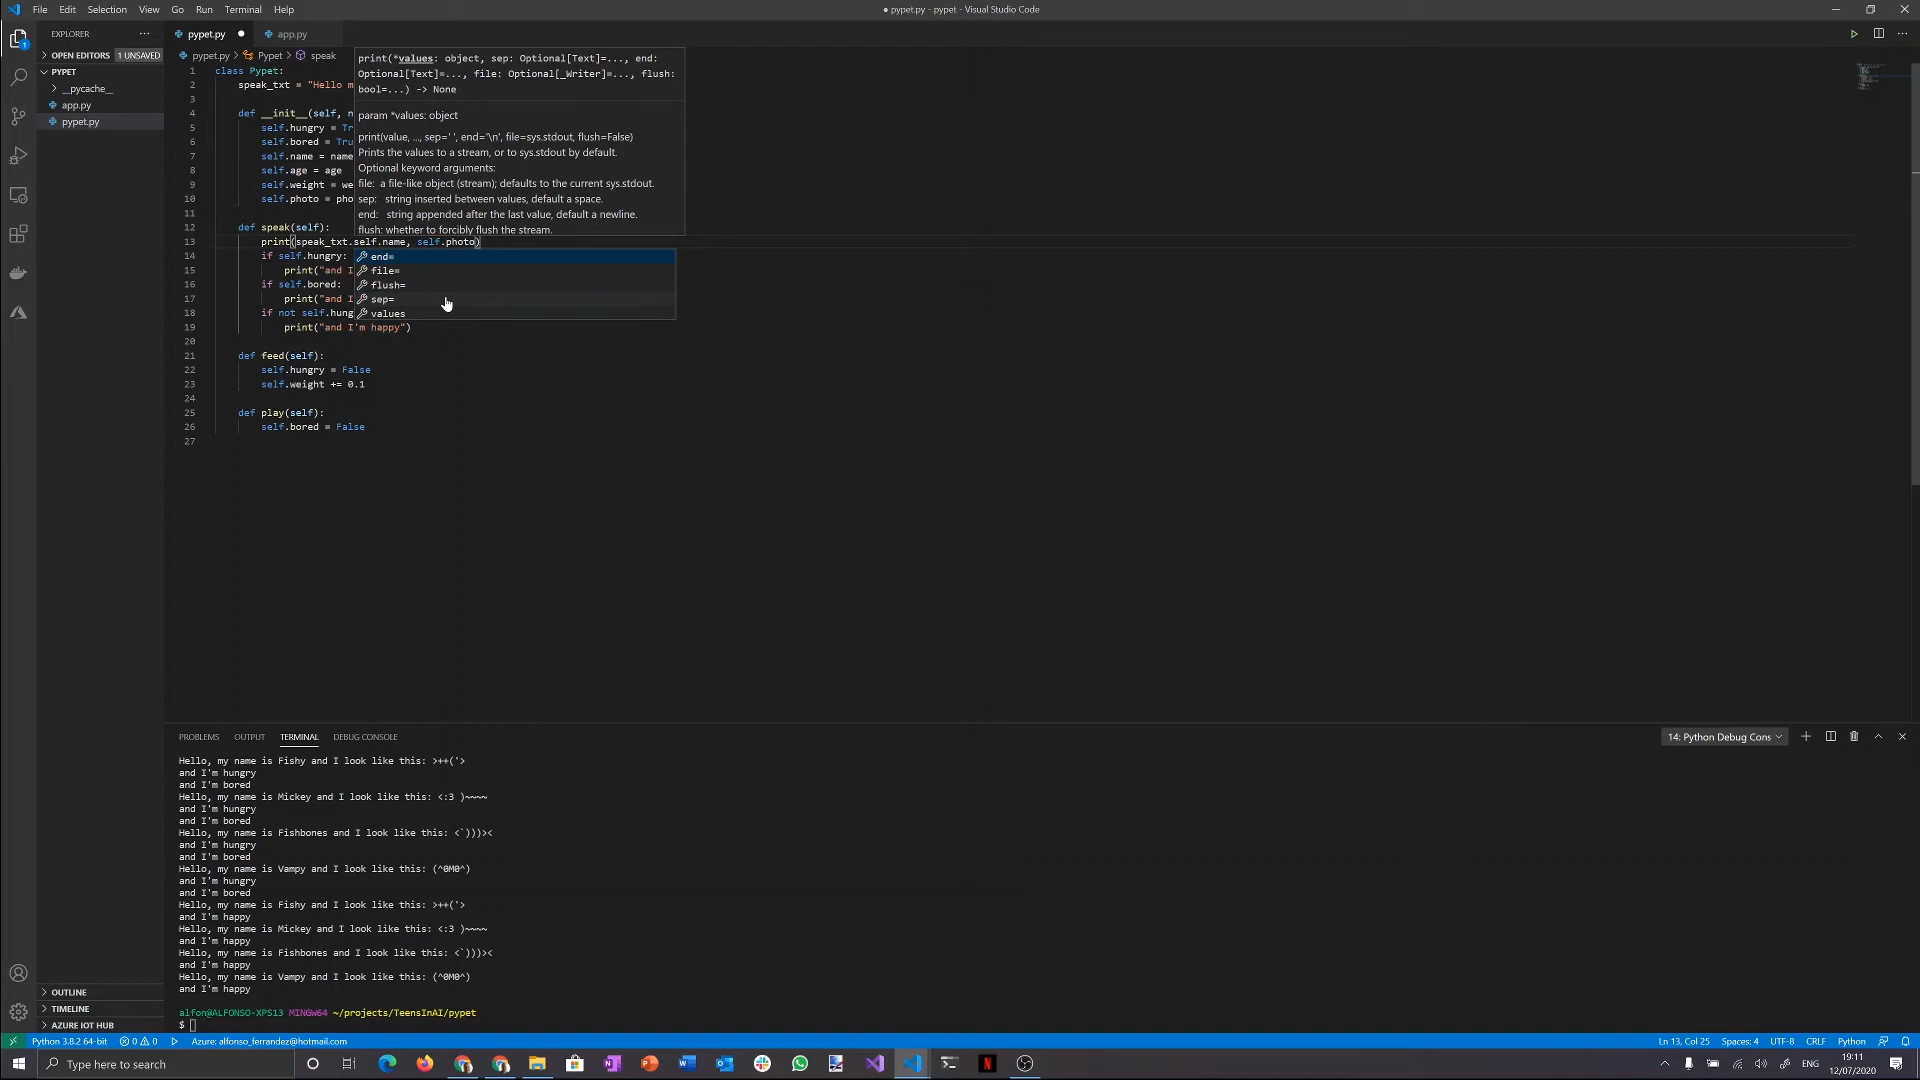 File Edit Selection View Go Run Terminal Help
● pypet.py - pypet - Visual Studio Code
EXPLORER
OPEN EDITORS 1 UNSAVED
PYPET
__pycache__
app.py
pypet.py
OUTLINE
TIMELINE
AZURE IOT HUB
pypet.py app.py
pypet.py > Pypet > speak
1 class Pypet:
2 speak_txt = "Hello m
3
4 def __init__(self, n
5 self.hungry = Tr
6 self.bored = Tru
7 self.name = name
8 self.age = age
9 self.weight = we
10 self.photo = pho
11
12 def speak(self):
13 print(speak_txt.self.name, self.photo)
14 if self.hungry:
15 print("and I
16 if self.bored:
17 print("and I
18 if not self.hung
19 print("and I'm happy")
20
21 def feed(self):
22 self.hungry = False
23 self.weight += 0.1
24
25 def play(self):
26 self.bored = False
27
print(*values: object, sep: Optional[Text]=..., end:
Optional[Text]=..., file: Optional[_Writer]=..., flush:
bool=...) -> None
param *values: object
print(value, ..., sep=' ', end='\n', file=sys.stdout, flush=False)
Prints the values to a stream, or to sys.stdout by default.
Optional keyword arguments:
file: a file-like object (stream); defaults to the current sys.stdout.
sep: string inserted between values, default a space.
end: string appended after the last value, default a newline.
flush: whether to forcibly flush the stream.
end=
file=
flush=
sep=
values
PROBLEMS OUTPUT TERMINAL DEBUG CONSOLE
14: Python Debug Cons
Hello, my name is Fishy and I look like this: >++('>
and I'm hungry
and I'm bored
Hello, my name is Mickey and I look like this: <:3 )~~~~
and I'm hungry
and I'm bored
Hello, my name is Fishbones and I look like this: <`)))><
and I'm hungry
and I'm bored
Hello, my name is Vampy and I look like this: (^0M0^)
and I'm hungry
and I'm bored
Hello, my name is Fishy and I look like this: >++('>
and I'm happy
Hello, my name is Mickey and I look like this: <:3 )~~~~
and I'm happy
Hello, my name is Fishbones and I look like this: <`)))><
and I'm happy
Hello, my name is Vampy and I look like this: (^0M0^)
and I'm happy
alfon@ALFONSO-XPS13 MINGW64 ~/projects/TeensInAI/pypet
$
Python 3.8.2 64-bit 0 0 Azure: alfonso_ferrandez@hotmail.com
Ln 13, Col 25 Spaces: 4 UTF-8 CRLF Python
Type here to search
ENG
19:11
12/07/2020